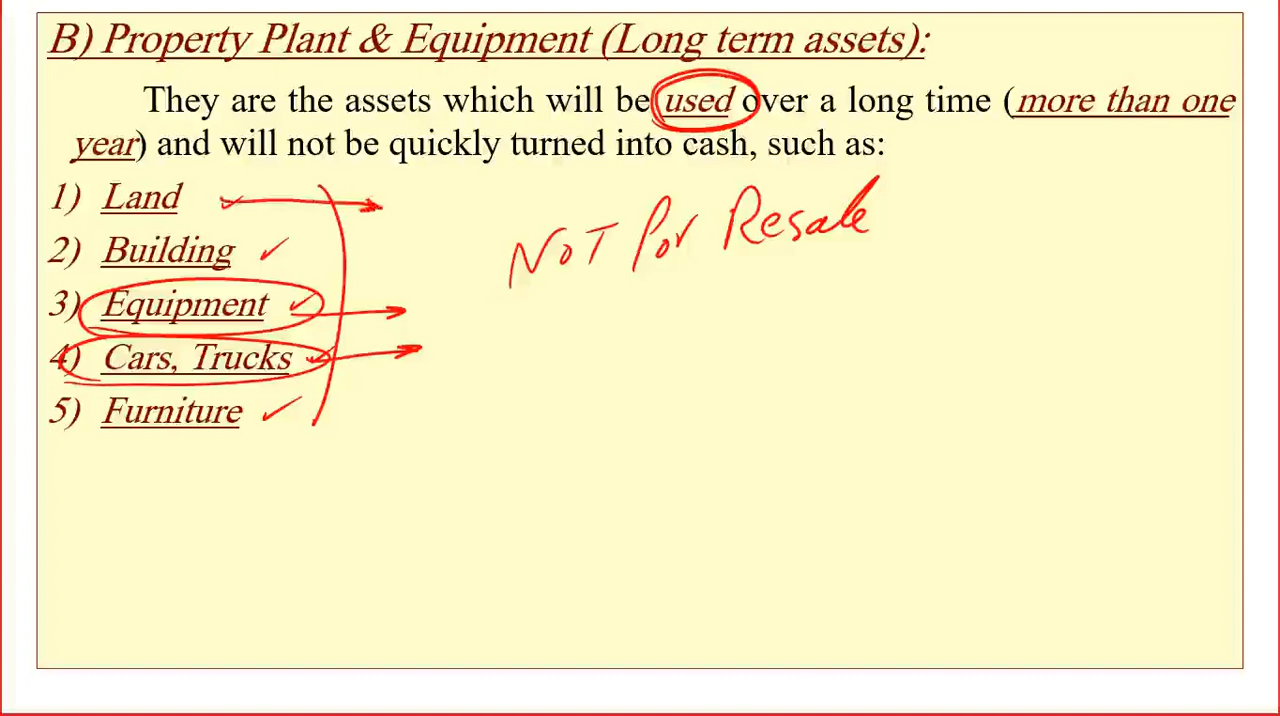 B) Property Plant & Equipment (Long term assets):
They are the assets which will be used over a long time (more than one
year) and will not be quickly turned into cash, such as:
1) Land
2) Building
3) Equipment
4) Cars, Trucks
5) Furniture
NOT For Resale